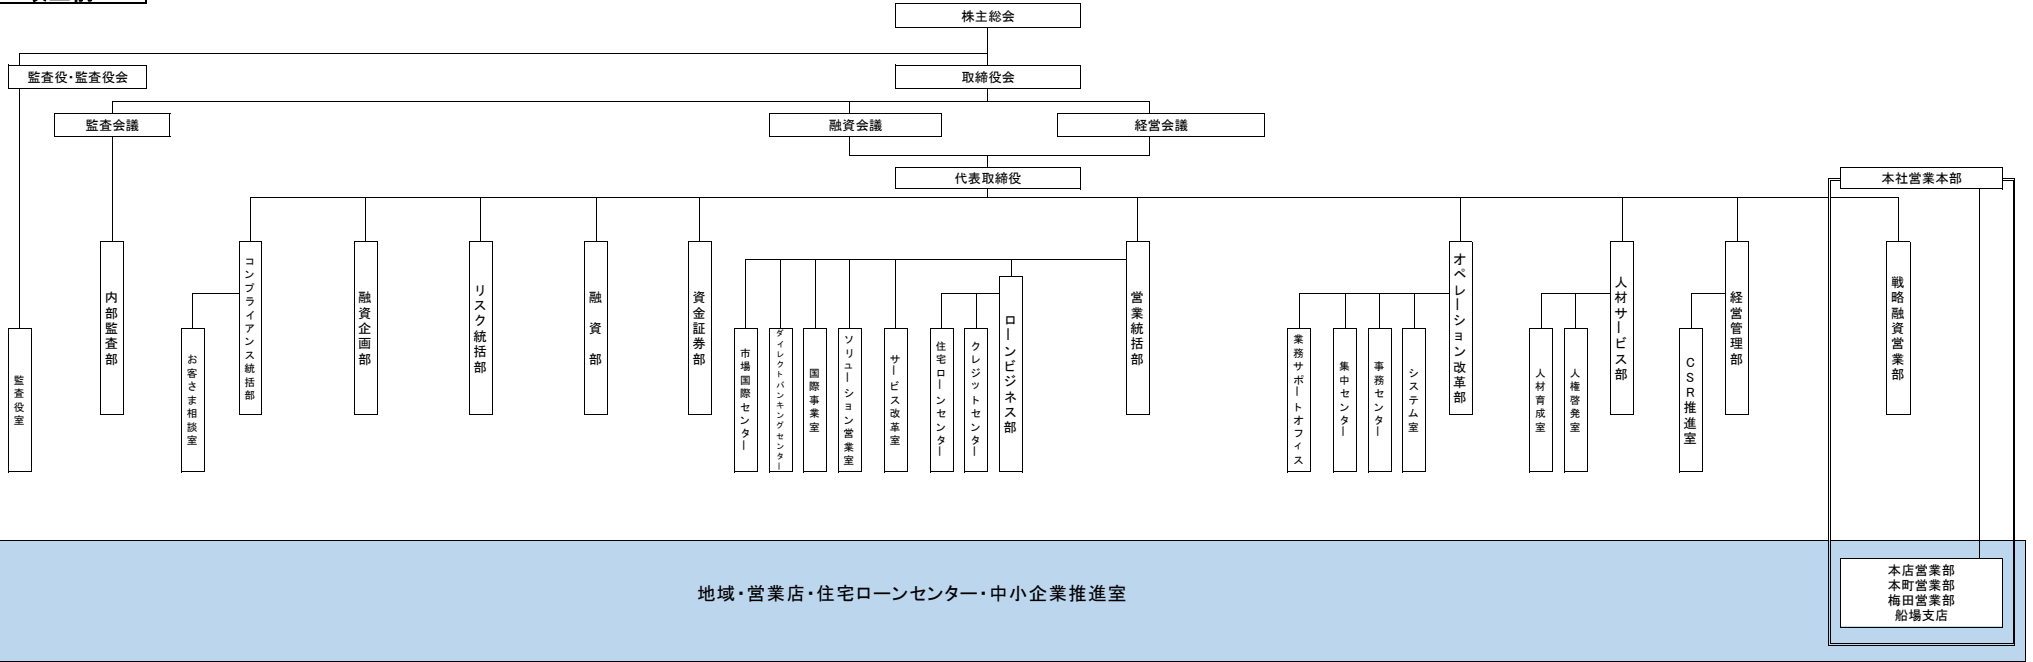 株主総会
監査役・監査役会
取締役会
監査会議
融資会議
経営会議
代表取締役
本社営業本部
監査役室
内部監査部
お客さま相談室
コンプライアンス統括部
融資企画部
リスク統括部
融資部
資金証券部
市場国際センター
ダイレクトバンキングセンター
国際事業室
ソリューション営業室
サービス改革室
住宅ローンセンター
クレジットセンター
ローンビジネス部
営業統括部
業務サポートオフィス
集中センター
事務センター
システム室
オペレーション改革部
人材育成室
人権啓発室
人材サービス部
CSR推進室
経営管理部
戦略融資営業部
地域・営業店・住宅ローンセンター・中小企業推進室
本店営業部
本町営業部
梅田営業部
船場支店